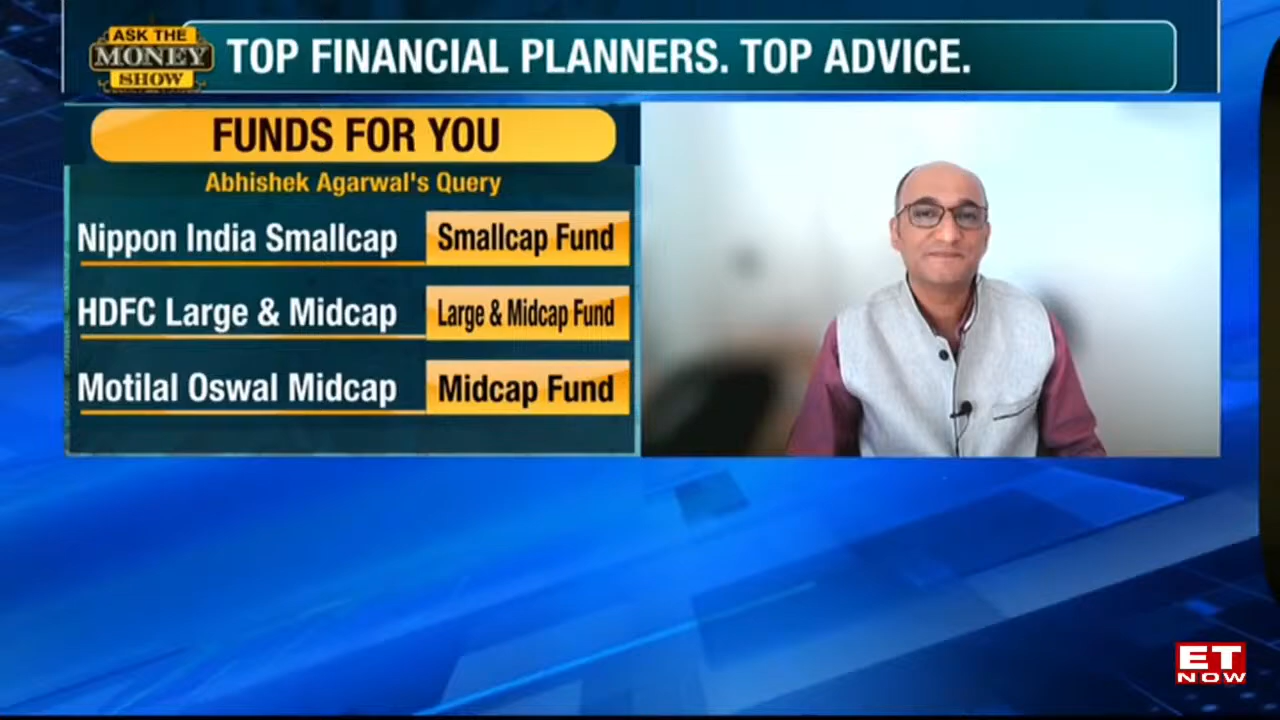 ASK THE
MONEY
SHOW
TOP FINANCIAL PLANNERS. TOP ADVICE.
FUNDS FOR YOU
Abhishek Agarwal's Query
Nippon India Smallcap
Smallcap Fund
HDFC Large & Midcap
Large & Midcap Fund
Motilal Oswal Midcap
Midcap Fund
ET
NOW